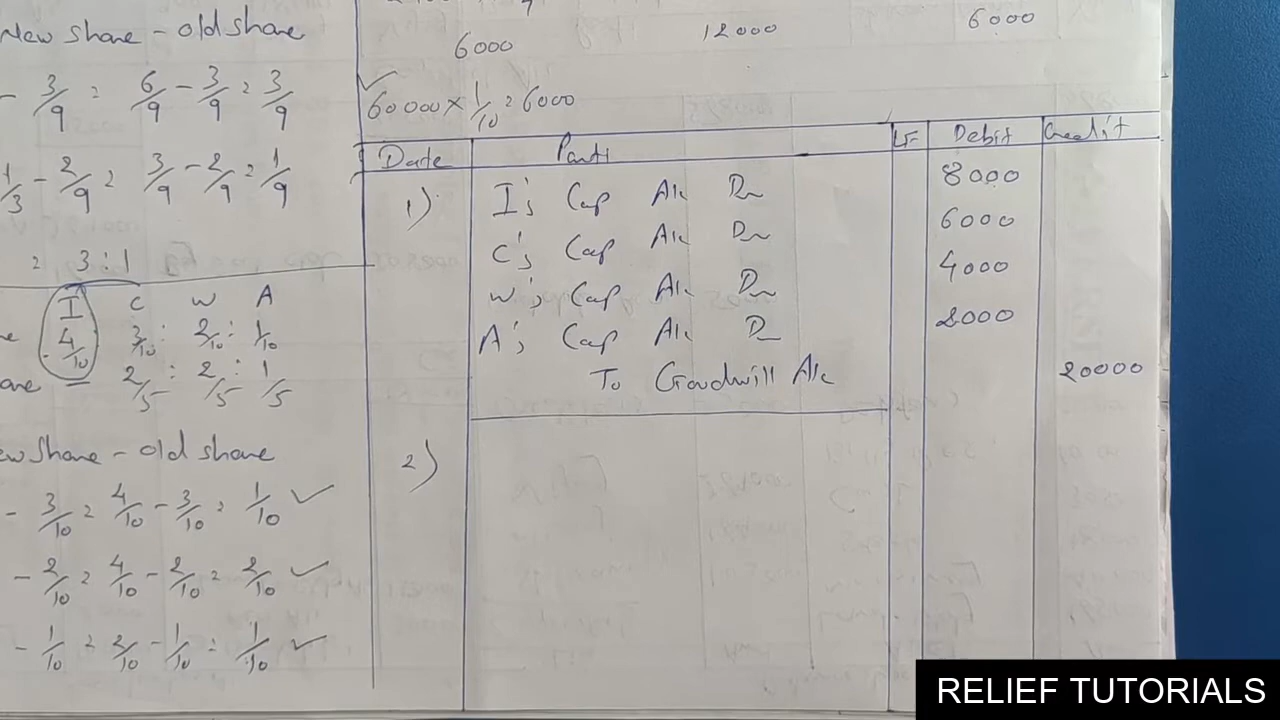 New share - old share
- 3/9 = 6/9 - 3/9 = 3/9
1/3 - 2/9 = 3/9 - 2/9 = 1/9
= 3:1
I C W A
4/10 3/10 : 2/10 : 1/10
2/5 : 2/5 : 1/5
ew share - old share
- 3/10 = 4/10 - 3/10 = 1/10 ✓
- 2/10 = 4/10 - 2/10 = 2/10 ✓
- 1/10 = 2/10 - 1/10 = 1/10 ✓
6000 12000 6000
60000 × 1/10 = 6000
Date Parti LF Debit Credit
1) I's Cap A/c Dr 8000
C's Cap A/c Dr 6000
W's Cap A/c Dr 4000
A's Cap A/c Dr 2000
To Goodwill A/c 20000
2)
RELIEF TUTORIALS